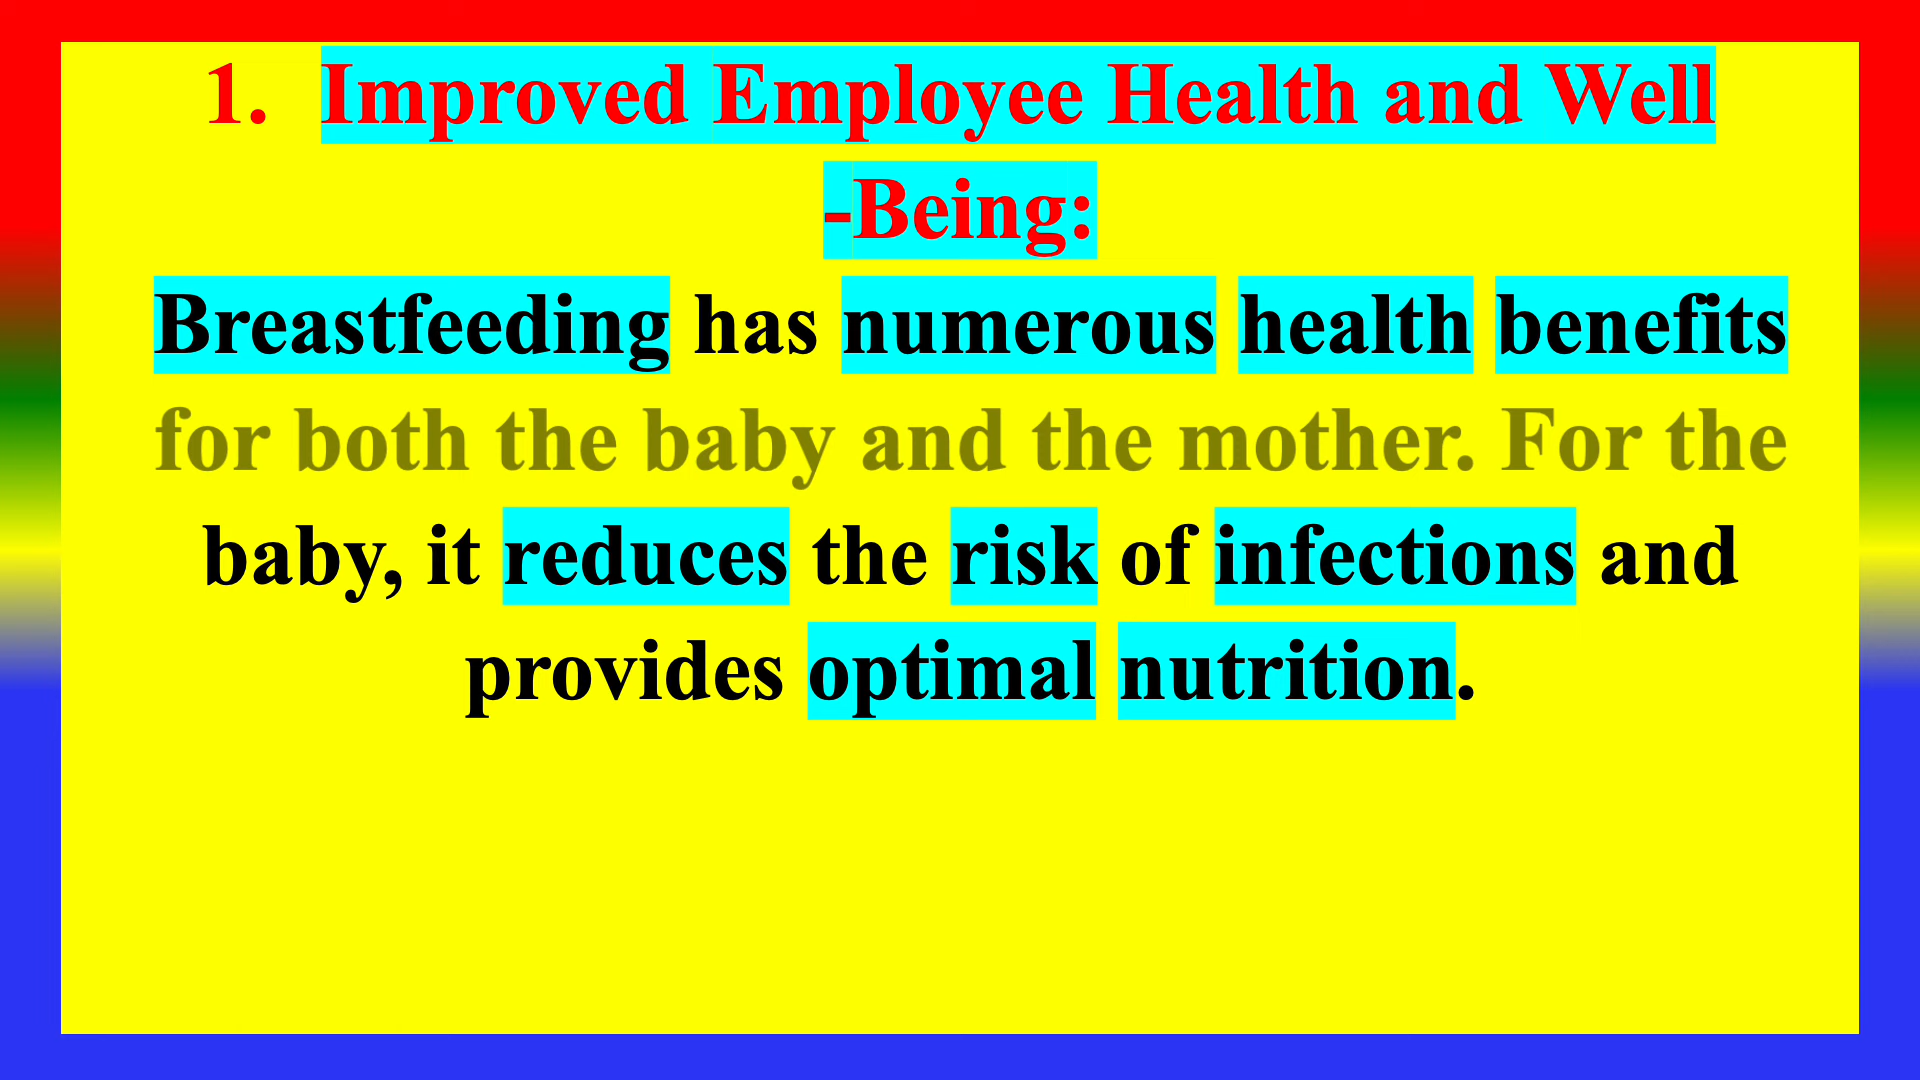 1. Improved Employee Health and Well
-Being:
Breastfeeding has numerous health benefits
for both the baby and the mother. For the
baby, it reduces the risk of infections and
provides optimal nutrition.